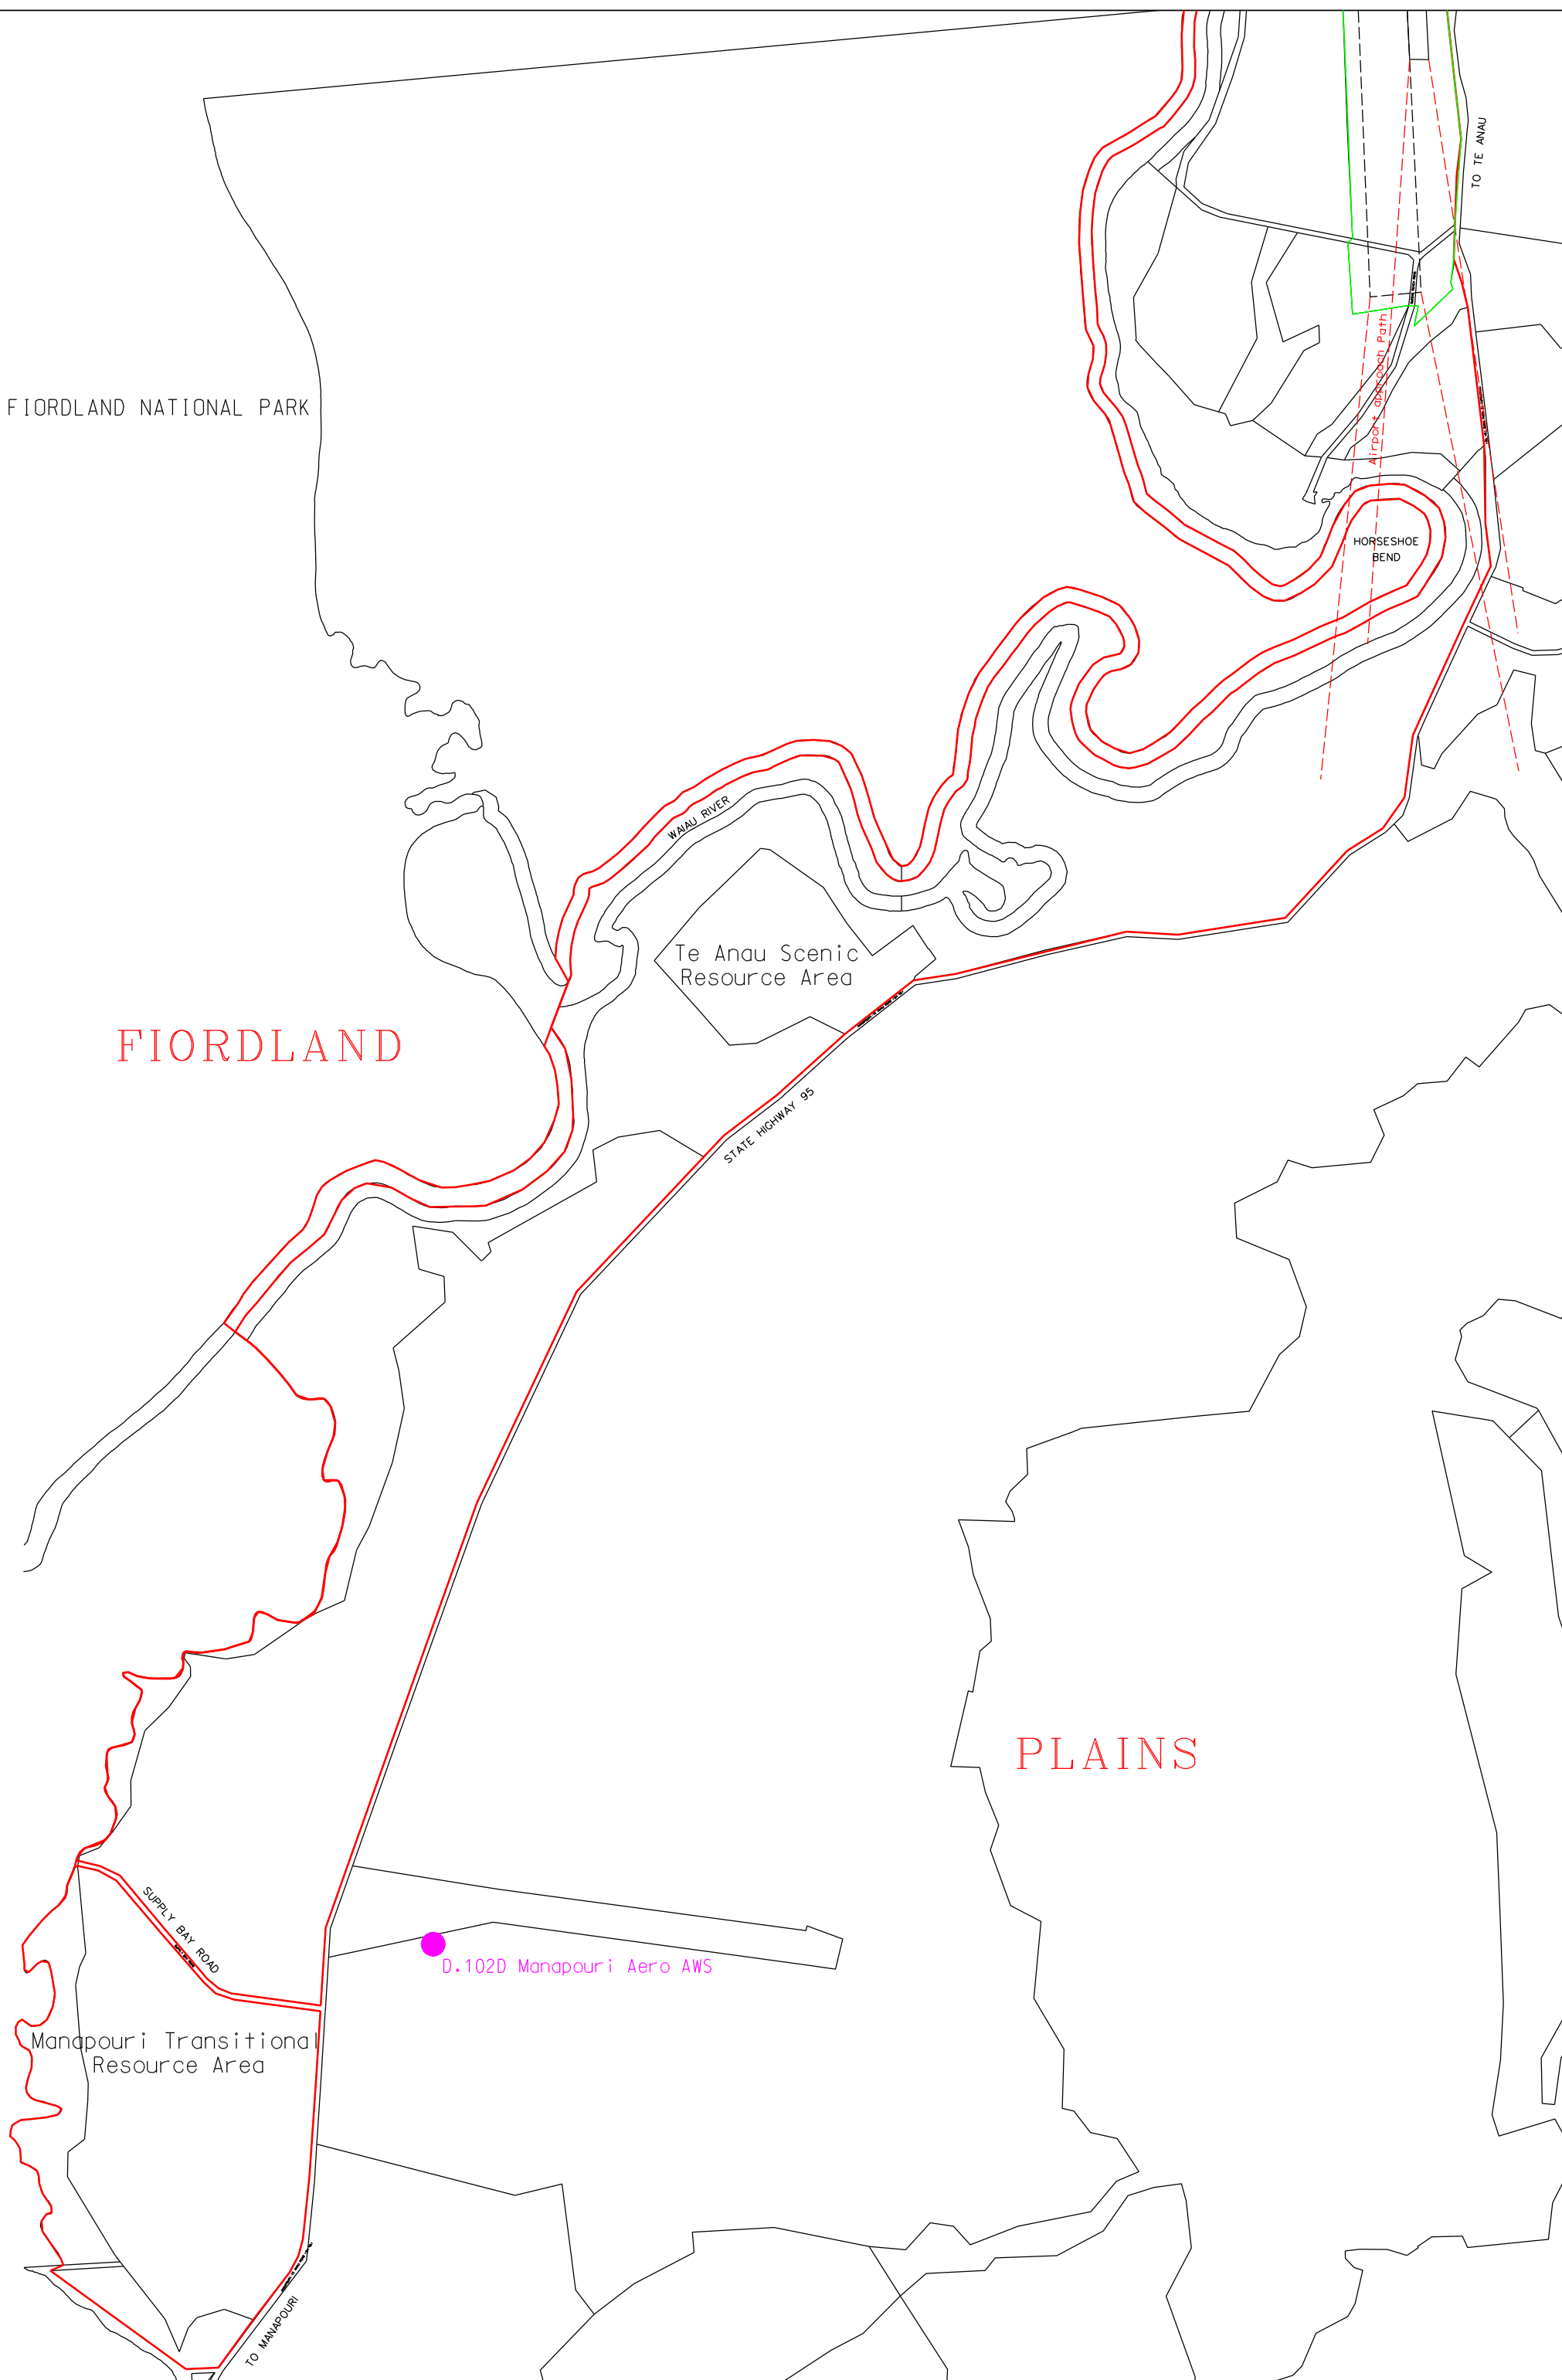 TO TE ANAU
Airport approach Path
FIORDLAND NATIONAL PARK
HORSESHOE
BEND
WAIAU RIVER
Te Anau Scenic
Resource Area
FIORDLAND
STATE HIGHWAY 95
PLAINS
SUPPLY BAY ROAD
D.102D Manapouri Aero AWS
Manapouri Transitional
Resource Area
TO MANAPOURI